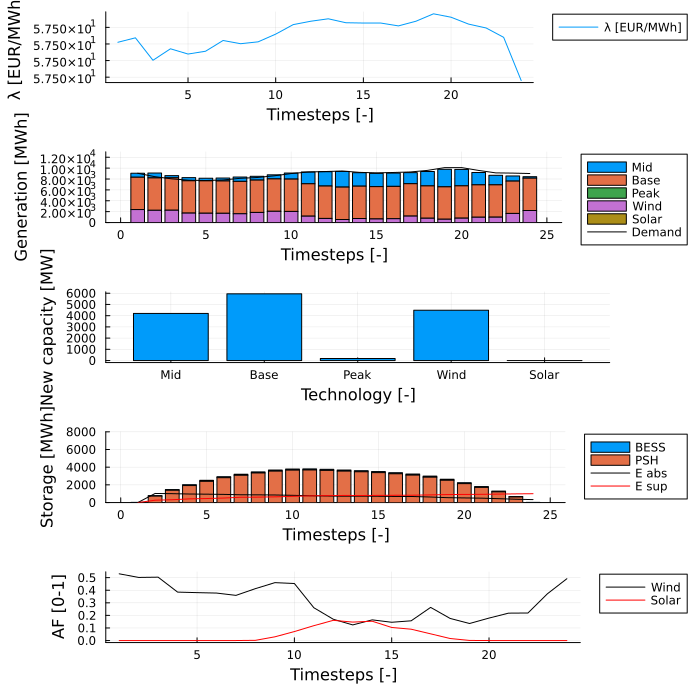 λ [EUR/MWh]
5.750×10¹
5.750×10¹
5.750×10¹
5.750×10¹
5 10 15 20
Timesteps [-]
λ [EUR/MWh]
Generation [MWh]
1.20×10⁴
1.00×10⁴
8.00×10³
6.00×10³
4.00×10³
2.00×10³
0
0 5 10 15 20 25
Timesteps [-]
Mid
Base
Peak
Wind
Solar
Demand
New capacity [MW]
6000
5000
4000
3000
2000
1000
0
Mid Base Peak Wind Solar
Technology [-]
Storage [MWh]
8000
6000
4000
2000
0
0 5 10 15 20 25
Timesteps [-]
BESS
PSH
E abs
E sup
AF [0-1]
0.5
0.4
0.3
0.2
0.1
0.0
5 10 15 20
Timesteps [-]
Wind
Solar